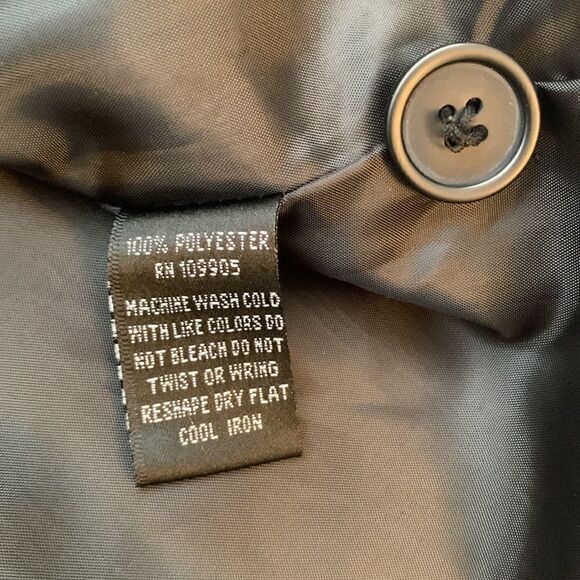 100% POLYESTER
RN 109905
MACHINE WASH COLD
WITH LIKE COLORS DO
NOT BLEACH DO NOT
TWIST OR WRING
RESHAPE DRY FLAT
COOL IRON